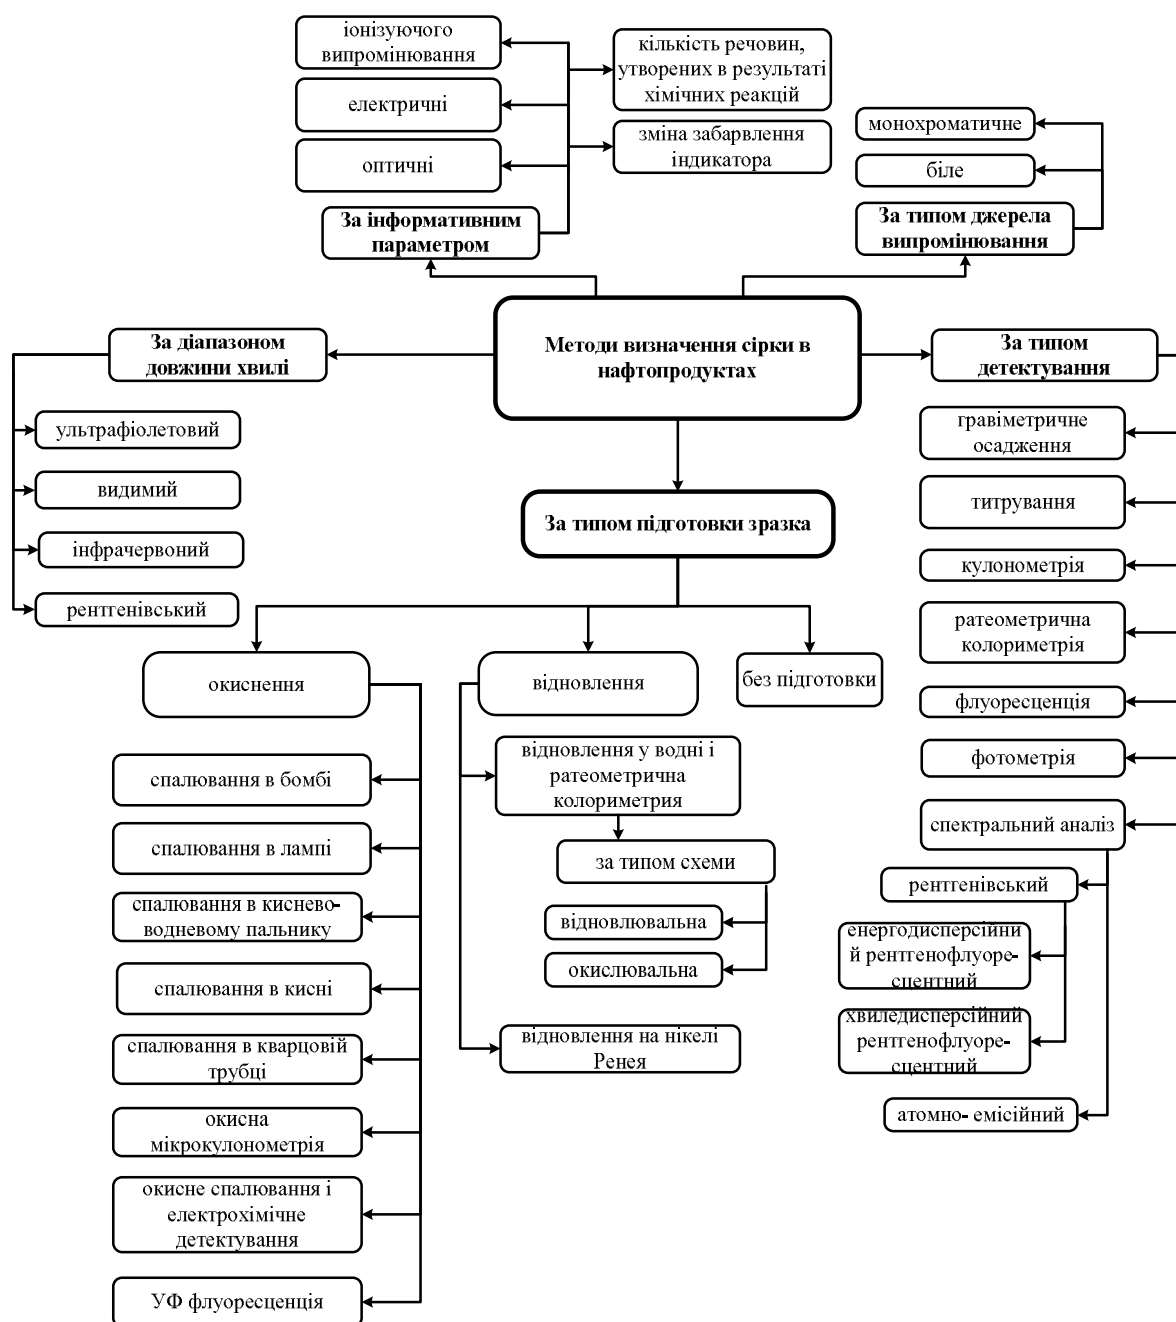 іонізуючого
випромінювання
електричні
оптичні
За інформативним
параметром
кількість речовин,
утворених в результаті
хімічних реакцій
зміна забарвлення
індикатора
монохроматичне
біле
За типом джерела
випромінювання
Методи визначення сірки в
нафтопродуктах
За діапазоном
довжини хвилі
ультрафіолетовий
видимий
інфрачервоний
рентгенівський
За типом
детектування
гравіметричне
осадження
титрування
кулонометрія
ратеометрична
колориметрія
флуоресценція
фотометрія
спектральний аналіз
рентгенівський
енергодисперсійни
й рентгенофлуоре-
сцентний
хвиледисперсійний
рентгенофлуоре-
сцентний
атомно- емісійний
За типом підготовки зразка
окиснення
спалювання в бомбі
спалювання в лампі
спалювання в киснево-
водневому пальнику
спалювання в кисні
спалювання в кварцовій
трубці
окисна
мікрокулонометрія
окисне спалювання і
електрохімічне
детектування
УФ флуоресценція
відновлення
відновлення у водні і
ратеометрична
колориметрия
за типом схеми
відновлювальна
окислювальна
відновлення на нікелі
Ренея
без підготовки